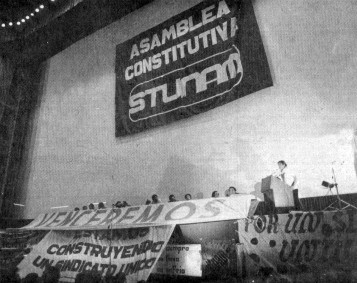 ASAMBLEA
CONSTITUTIVA
STUNAM
VENCEREMOS
CONSTRUYENDO
UN SINDICATO UNICO
POR UN